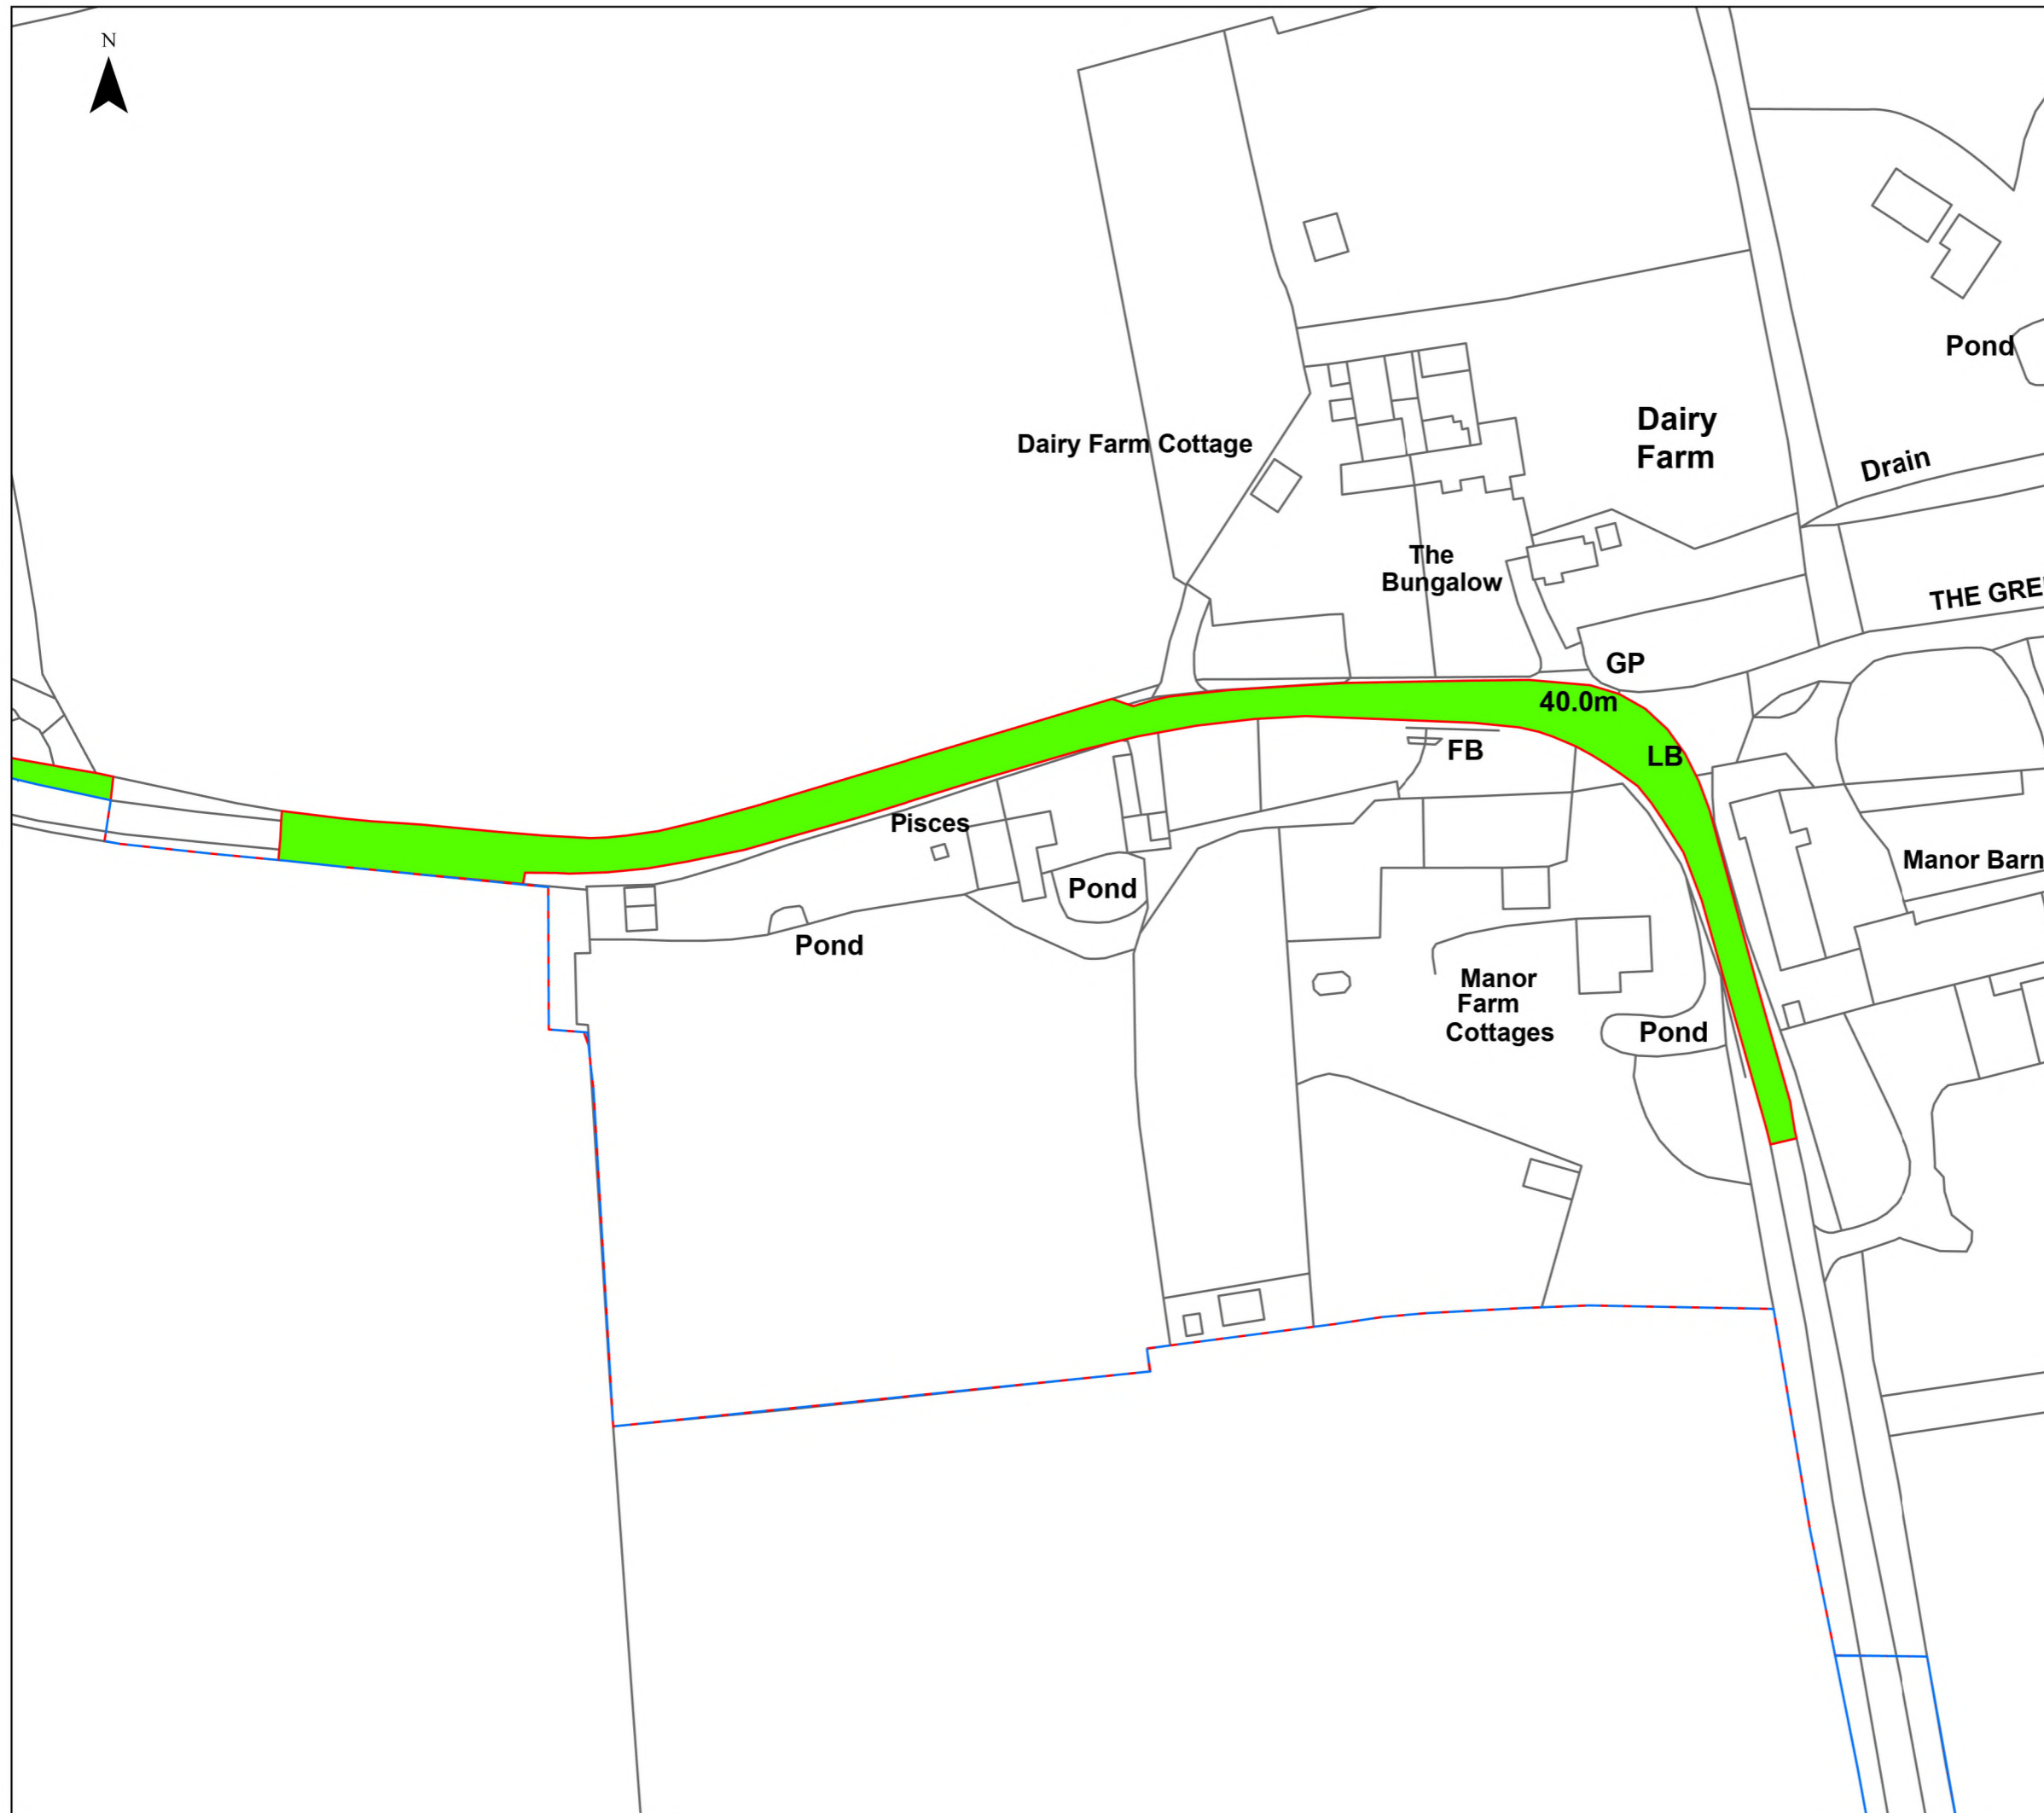 N
Pond
Dairy
Farm
Dairy Farm Cottage
Drain
The
Bungalow
THE GRE
GP
40.0m
FB
LB
Pisces
Manor Barn
Pond
Pond
Manor
Farm
Cottages
Pond